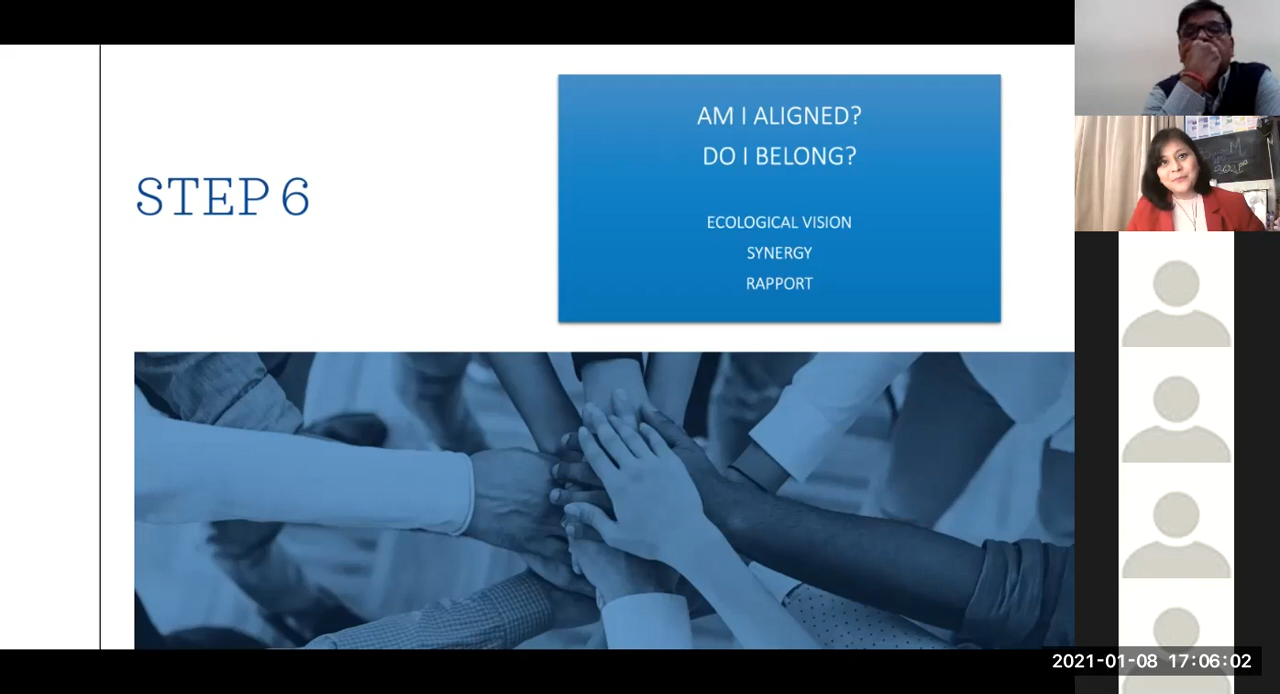 STEP 6
AM I ALIGNED?
DO I BELONG?
ECOLOGICAL VISION
SYNERGY
RAPPORT
2021-01-08 17:06:02